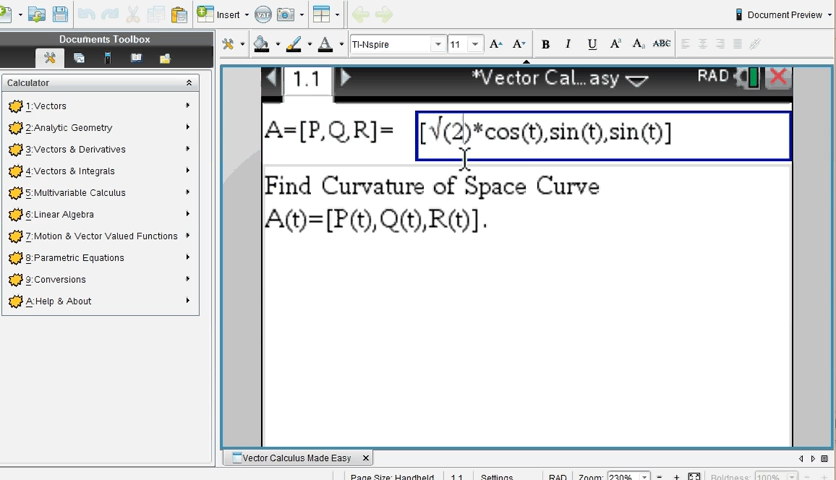 Insert
Document Preview
Documents Toolbox
TI-Nspire
11
A
A
B
I
U
A
A
ABC
Calculator
1:Vectors
2:Analytic Geometry
3:Vectors & Derivatives
4:Vectors & Integrals
5:Multivariable Calculus
6:Linear Algebra
7:Motion & Vector Valued Functions
8:Parametric Equations
9:Conversions
A:Help & About
1.1
*Vector Cal...asy
RAD
A=[P,Q,R]=
[√(2)*cos(t),sin(t),sin(t)]
Find Curvature of Space Curve
A(t)=[P(t),Q(t),R(t)].
Vector Calculus Made Easy
Page Size: Handheld
1.1
Settings
RAD
Zoom: 230%
Boldness: 100%